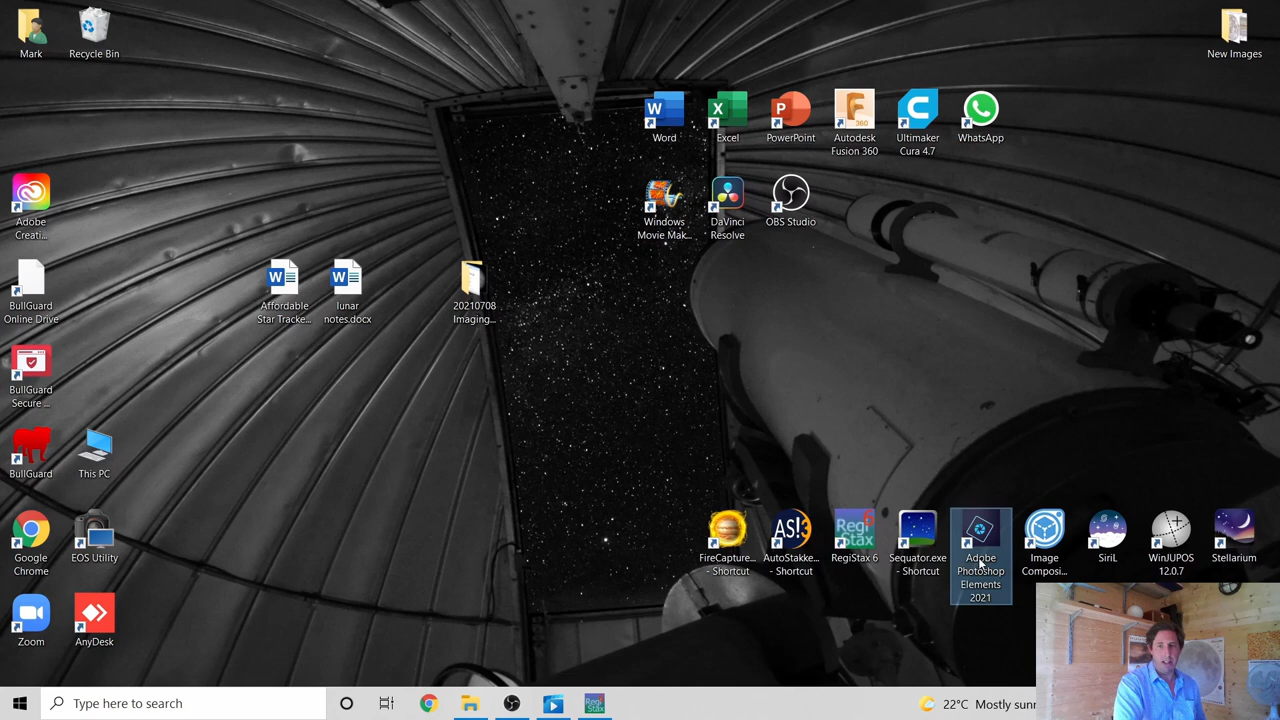 Mark
Recycle Bin
New Images
Word
Excel
PowerPoint
Autodesk
Fusion 360
Ultimaker
Cura 4.7
WhatsApp
Adobe
Creati...
Windows
Movie Mak...
DaVinci
Resolve
OBS Studio
BullGuard
Online Drive
Affordable
Star Tracke...
lunar
notes.docx
20210708
Imaging...
BullGuard
Secure ...
BullGuard
This PC
Google
Chrome
EOS Utility
FireCapture...
- Shortcut
AutoStakke...
- Shortcut
RegiStax 6
Sequator.exe
- Shortcut
Adobe
Photoshop
Elements
2021
Image
Composi...
SiriL
WinJUPOS
12.0.7
Stellarium
Zoom
AnyDesk
Type here to search
22°C Mostly sunn